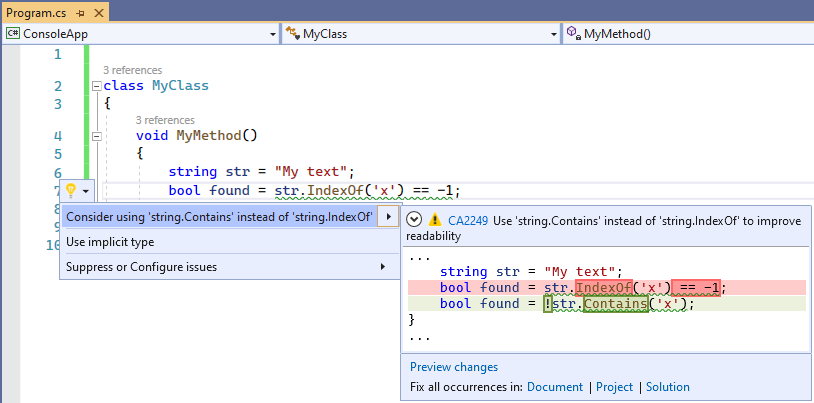 Program.cs
C# ConsoleApp MyClass MyMethod()
1
3 references
2 class MyClass
3 {
3 references
4 void MyMethod()
5 {
6 string str = "My text";
7 bool found = str.IndexOf('x') == -1;
8
9
10
Consider using 'string.Contains' instead of 'string.IndexOf'
Use implicit type
Suppress or Configure issues
CA2249 Use 'string.Contains' instead of 'string.IndexOf' to improve
readability
...
string str = "My text";
bool found = str.IndexOf('x') == -1;
bool found = !str.Contains('x');
}
...
Preview changes
Fix all occurrences in: Document | Project | Solution